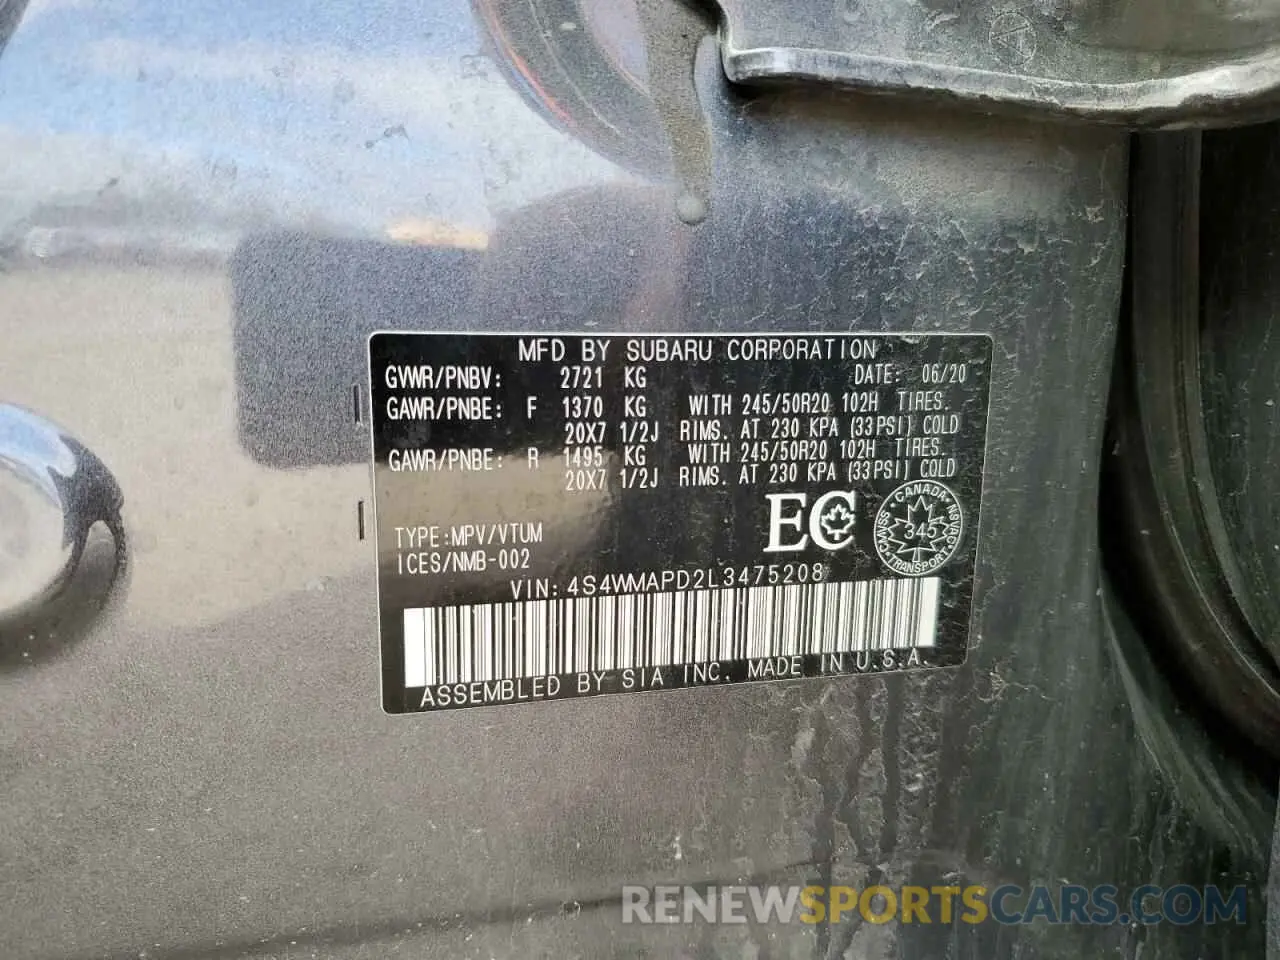 MFD BY SUBARU CORPORATION
GVWR/PNBV: 2721 KG DATE: 06/20
GAWR/PNBE: F 1370 KG WITH 245/50R20 102H TIRES.
20X7 1/2J RIMS. AT 230 KPA (33PSI) COLD
GAWR/PNBE: R 1495 KG WITH 245/50R20 102H TIRES.
20X7 1/2J RIMS. AT 230 KPA (33PSI) COLD
EC
CANADA
CMVSS 345 NSVAC
TRANSPORT
TYPE:MPV/VTUM
ICES/NMB-002
VIN: 4S4WMAPD2L3475208
ASSEMBLED BY SIA INC. MADE IN U.S.A.
RENEWSPORTSCARS.COM